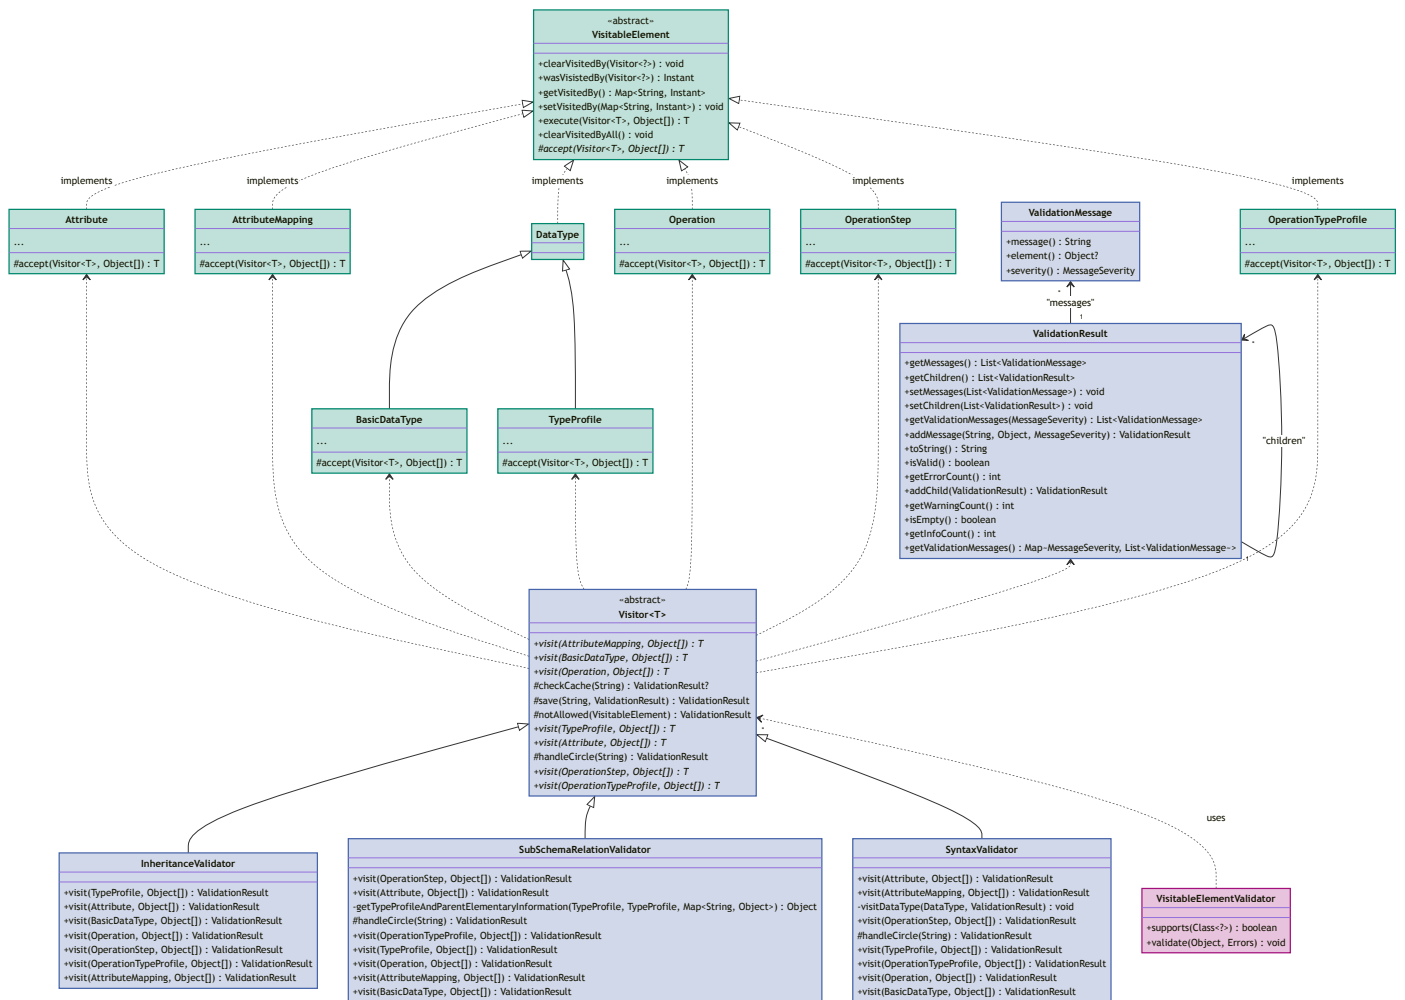 «abstract»
VisitableElement
+clearVisitedBy(Visitor<?>) : void
+wasVisistedBy(Visitor<?>) : Instant
+getVisitedBy() : Map<String, Instant>
+setVisitedBy(Map<String, Instant>) : void
+execute(Visitor<T>, Object[]) : T
+clearVisitedByAll() : void
#accept(Visitor<T>, Object[]) : T
implements
implements
implements
implements
implements
implements
Attribute
...
#accept(Visitor<T>, Object[]) : T
AttributeMapping
...
#accept(Visitor<T>, Object[]) : T
DataType
Operation
...
#accept(Visitor<T>, Object[]) : T
OperationStep
...
#accept(Visitor<T>, Object[]) : T
ValidationMessage
+message() : String
+element() : Object?
+severity() : MessageSeverity
OperationTypeProfile
...
#accept(Visitor<T>, Object[]) : T
*
"messages"
1
ValidationResult
+getMessages() : List<ValidationMessage>
+getChildren() : List<ValidationResult>
+setMessages(List<ValidationMessage>) : void
+setChildren(List<ValidationResult>) : void
+getValidationMessages(MessageSeverity) : List<ValidationMessage>
+addMessage(String, Object, MessageSeverity) : ValidationResult
+toString() : String
+isValid() : boolean
+getErrorCount() : int
+addChild(ValidationResult) : ValidationResult
+getWarningCount() : int
+isEmpty() : boolean
+getInfoCount() : int
+getValidationMessages() : Map~MessageSeverity, List<ValidationMessage~>
*
"children"
1
BasicDataType
...
#accept(Visitor<T>, Object[]) : T
TypeProfile
...
#accept(Visitor<T>, Object[]) : T
«abstract»
Visitor<T>
+visit(AttributeMapping, Object[]) : T
+visit(BasicDataType, Object[]) : T
+visit(Operation, Object[]) : T
#checkCache(String) : ValidationResult?
#save(String, ValidationResult) : ValidationResult
#notAllowed(VisitableElement) : ValidationResult
+visit(TypeProfile, Object[]) : T
+visit(Attribute, Object[]) : T
#handleCircle(String) : ValidationResult
+visit(OperationStep, Object[]) : T
+visit(OperationTypeProfile, Object[]) : T
*
uses
InheritanceValidator
+visit(TypeProfile, Object[]) : ValidationResult
+visit(Attribute, Object[]) : ValidationResult
+visit(BasicDataType, Object[]) : ValidationResult
+visit(Operation, Object[]) : ValidationResult
+visit(OperationStep, Object[]) : ValidationResult
+visit(OperationTypeProfile, Object[]) : ValidationResult
+visit(AttributeMapping, Object[]) : ValidationResult
SubSchemaRelationValidator
+visit(OperationStep, Object[]) : ValidationResult
+visit(Attribute, Object[]) : ValidationResult
-getTypeProfileAndParentElementaryInformation(TypeProfile, TypeProfile, Map<String, Object>) : Object
#handleCircle(String) : ValidationResult
+visit(OperationTypeProfile, Object[]) : ValidationResult
+visit(TypeProfile, Object[]) : ValidationResult
+visit(Operation, Object[]) : ValidationResult
+visit(AttributeMapping, Object[]) : ValidationResult
+visit(BasicDataType, Object[]) : ValidationResult
SyntaxValidator
+visit(Attribute, Object[]) : ValidationResult
+visit(AttributeMapping, Object[]) : ValidationResult
-visitDataType(DataType, ValidationResult) : void
+visit(OperationStep, Object[]) : ValidationResult
#handleCircle(String) : ValidationResult
+visit(TypeProfile, Object[]) : ValidationResult
+visit(OperationTypeProfile, Object[]) : ValidationResult
+visit(Operation, Object[]) : ValidationResult
+visit(BasicDataType, Object[]) : ValidationResult
VisitableElementValidator
+supports(Class<?>) : boolean
+validate(Object, Errors) : void